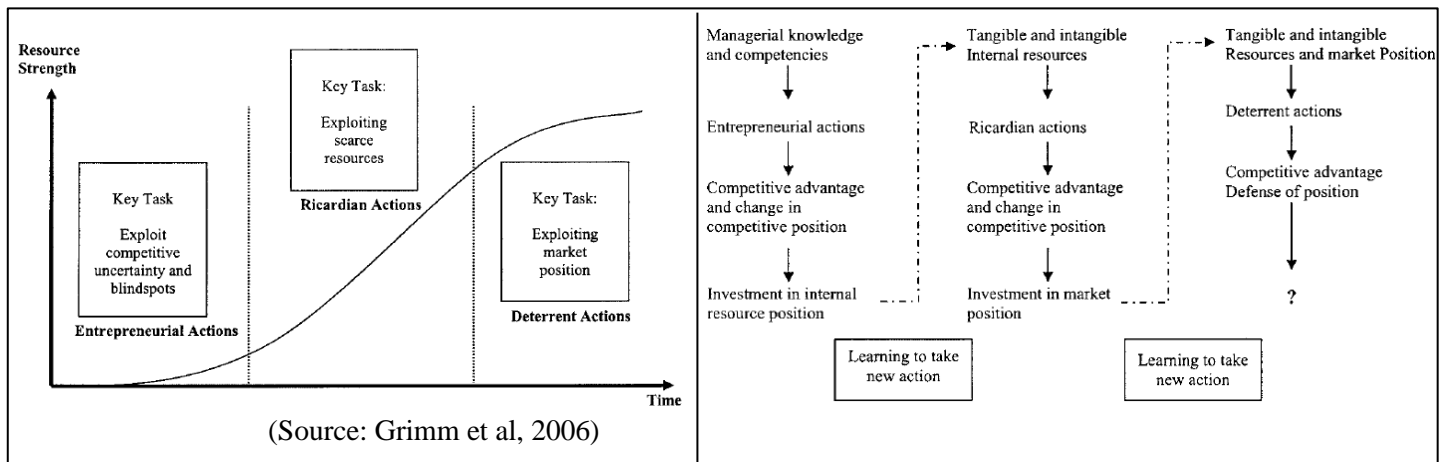 Resource
Strength
Key Task
Exploit
competitive
uncertainty and
blindspots
Entrepreneurial Actions
Key Task:
Exploiting
scarce
resources
Ricardian Actions
Key Task:
Exploiting
market
position
Deterrent Actions
Time
(Source: Grimm et al, 2006)
Managerial knowledge
and competencies
Entrepreneurial actions
Competitive advantage
and change in
competitive position
Investment in internal
resource position
Tangible and intangible
Internal resources
Ricardian actions
Competitive advantage
and change in
competitive position
Investment in market
position
Tangible and intangible
Resources and market Position
Deterrent actions
Competitive advantage
Defense of position
?
Learning to take
new action
Learning to take
new action